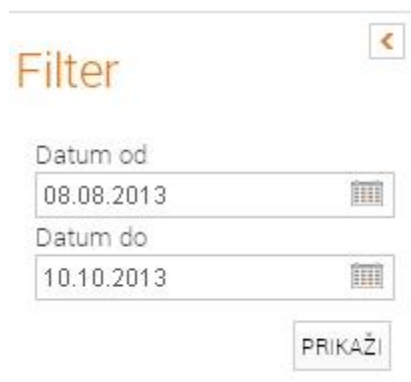 Filter
Datum od
08.08.2013
Datum do
10.10.2013
PRIKAŽI